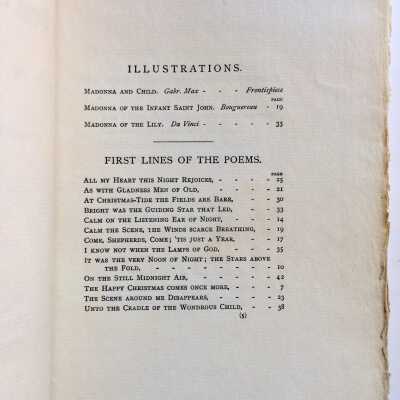 ILLUSTRATIONS.
MADONNA AND CHILD. Gabr. Max - - - Frontispiece
PAGE
MADONNA OF THE INFANT SAINT JOHN. Bouguereau - 19
MADONNA OF THE LILY. Da Vinci - - - - - 33
FIRST LINES OF THE POEMS.
PAGE
ALL MY HEART THIS NIGHT REJOICES, - - - - 25
AS WITH GLADNESS MEN OF OLD, - - - - 21
AT CHRISTMAS-TIDE THE FIELDS ARE BARE, - - - 30
BRIGHT WAS THE GUIDING STAR THAT LED, - - - 33
CALM ON THE LISTENING EAR OF NIGHT, - - - 14
CALM THE SCENE, THE WINDS SCARCE BREATHING, - - 19
COME, SHEPHERDS, COME; 'TIS JUST A YEAR, - - - 17
I KNOW NOT WHEN THE LAMPS OF GOD, - - - - 35
IT WAS THE VERY NOON OF NIGHT; THE STARS ABOVE
THE FOLD, - - - - - - - 10
ON THE STILL MIDNIGHT AIR, - - - - - 42
THE HAPPY CHRISTMAS COMES ONCE MORE, - - - 7
THE SCENE AROUND ME DISAPPEARS, - - - - 23
UNTO THE CRADLE OF THE WONDROUS CHILD, - - - 38
(5)